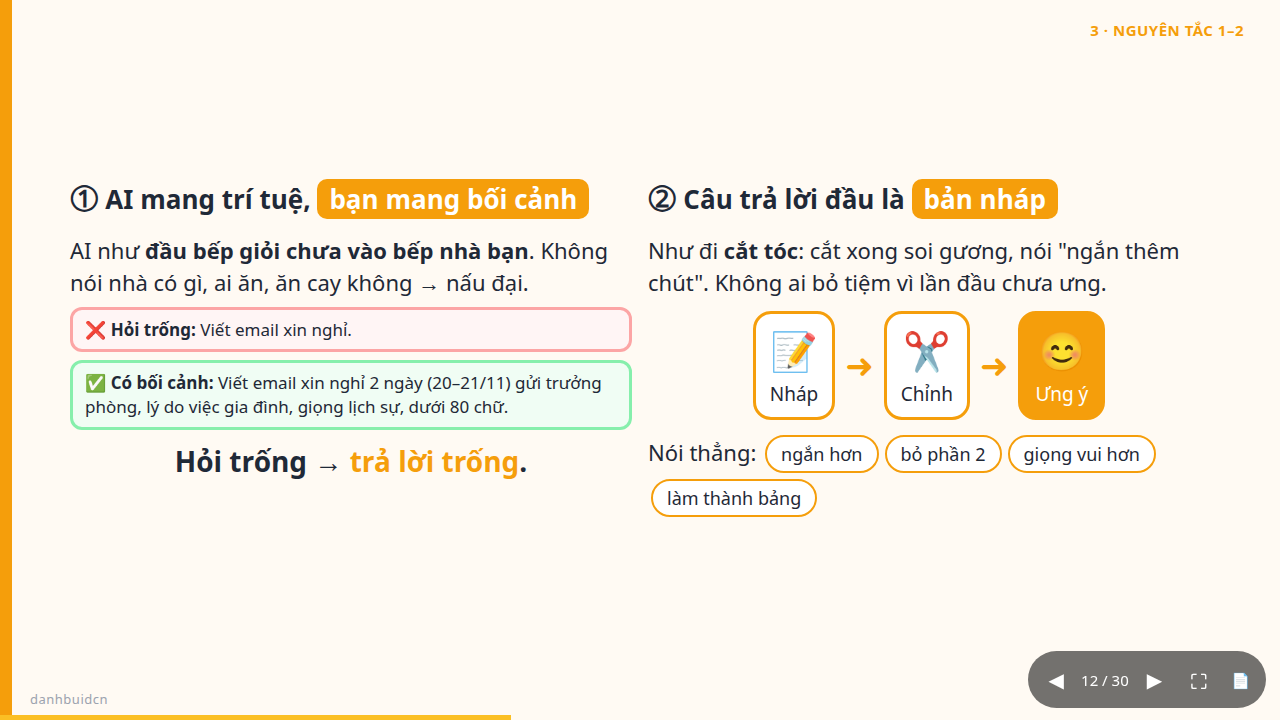 3 · NGUYÊN TẮC 1–2
① AI mang trí tuệ, bạn mang bối cảnh
AI như đầu bếp giỏi chưa vào bếp nhà bạn. Không
nói nhà có gì, ai ăn, ăn cay không → nấu đại.
❌ Hỏi trống: Viết email xin nghỉ.
✅ Có bối cảnh: Viết email xin nghỉ 2 ngày (20–21/11) gửi trưởng
phòng, lý do việc gia đình, giọng lịch sự, dưới 80 chữ.
Hỏi trống → trả lời trống.
② Câu trả lời đầu là bản nháp
Như đi cắt tóc: cắt xong soi gương, nói "ngắn thêm
chút". Không ai bỏ tiệm vì lần đầu chưa ưng.
Nháp ➜ Chỉnh ➜ Ưng ý
Nói thẳng: ngắn hơn bỏ phần 2 giọng vui hơn
làm thành bảng
danhbuidcn
12 / 30